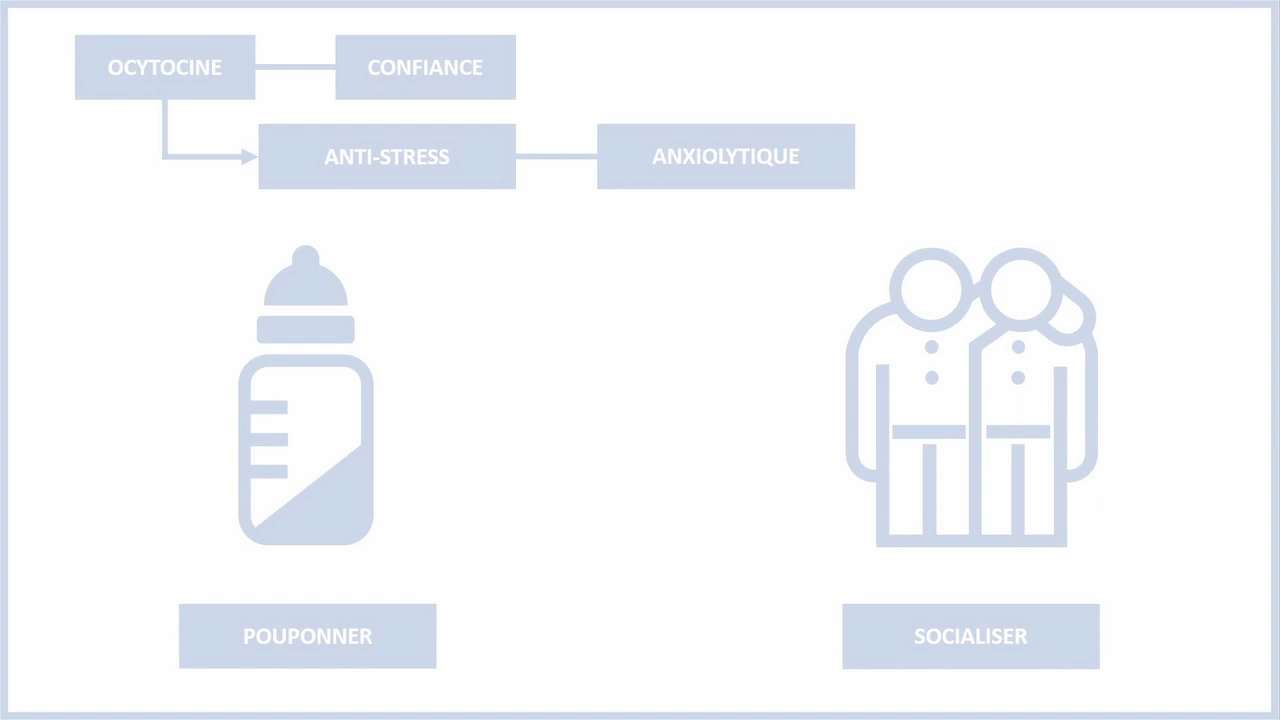 OCYTOCINE
CONFIANCE
ANTI-STRESS
ANXIOLYTIQUE
POUPONNER
SOCIALISER